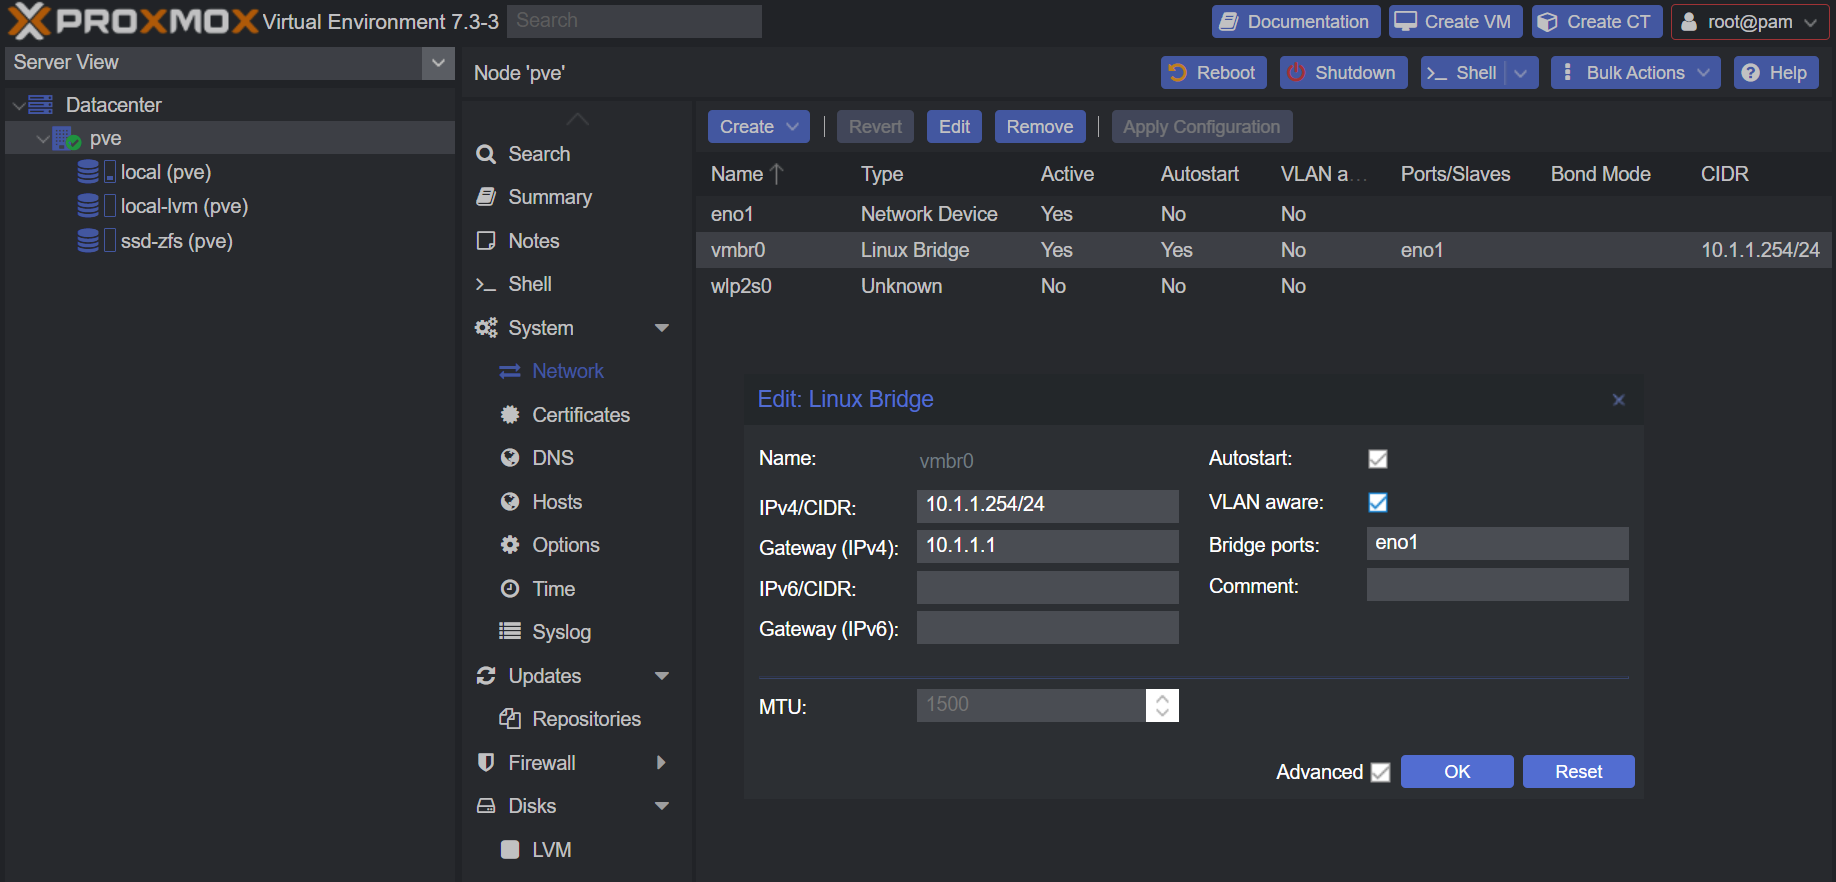 PROXMOX Virtual Environment 7.3-3 Search Documentation Create VM Create CT root@pam
Server View
Datacenter
pve
local (pve)
local-lvm (pve)
ssd-zfs (pve)
Node 'pve' Reboot Shutdown Shell Bulk Actions Help
Search
Summary
Notes
Shell
System
Network
Certificates
DNS
Hosts
Options
Time
Syslog
Updates
Repositories
Firewall
Disks
LVM
Create Revert Edit Remove Apply Configuration
Name Type Active Autostart VLAN a... Ports/Slaves Bond Mode CIDR
eno1 Network Device Yes No No
vmbr0 Linux Bridge Yes Yes No eno1 10.1.1.254/24
wlp2s0 Unknown No No No
Edit: Linux Bridge
Name: vmbr0
IPv4/CIDR: 10.1.1.254/24
Gateway (IPv4): 10.1.1.1
IPv6/CIDR:
Gateway (IPv6):
Autostart:
VLAN aware:
Bridge ports: eno1
Comment:
MTU: 1500
Advanced OK Reset